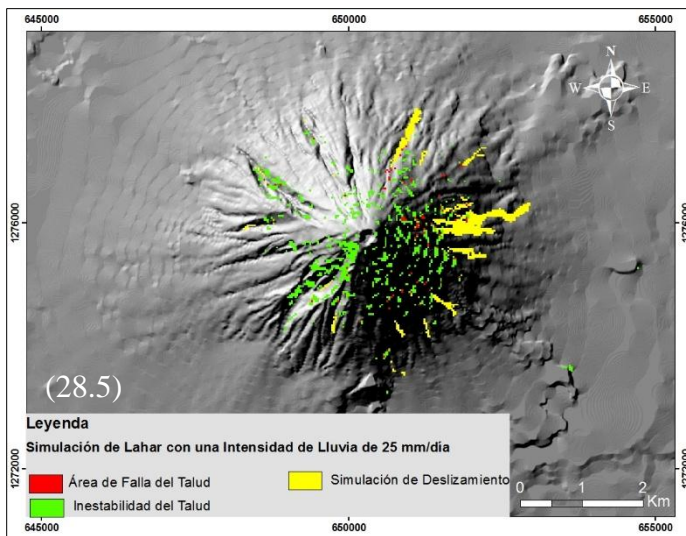 645000 650000 655000
N
W E
S
1276000 1276000
(28.5)
Leyenda
Simulación de Lahar con una Intensidad de Lluvia de 25 mm/día
Área de Falla del Talud
Simulación de Deslizamiento
Inestabilidad del Talud
0 1 2
Km
1272000 1272000
645000 650000 655000